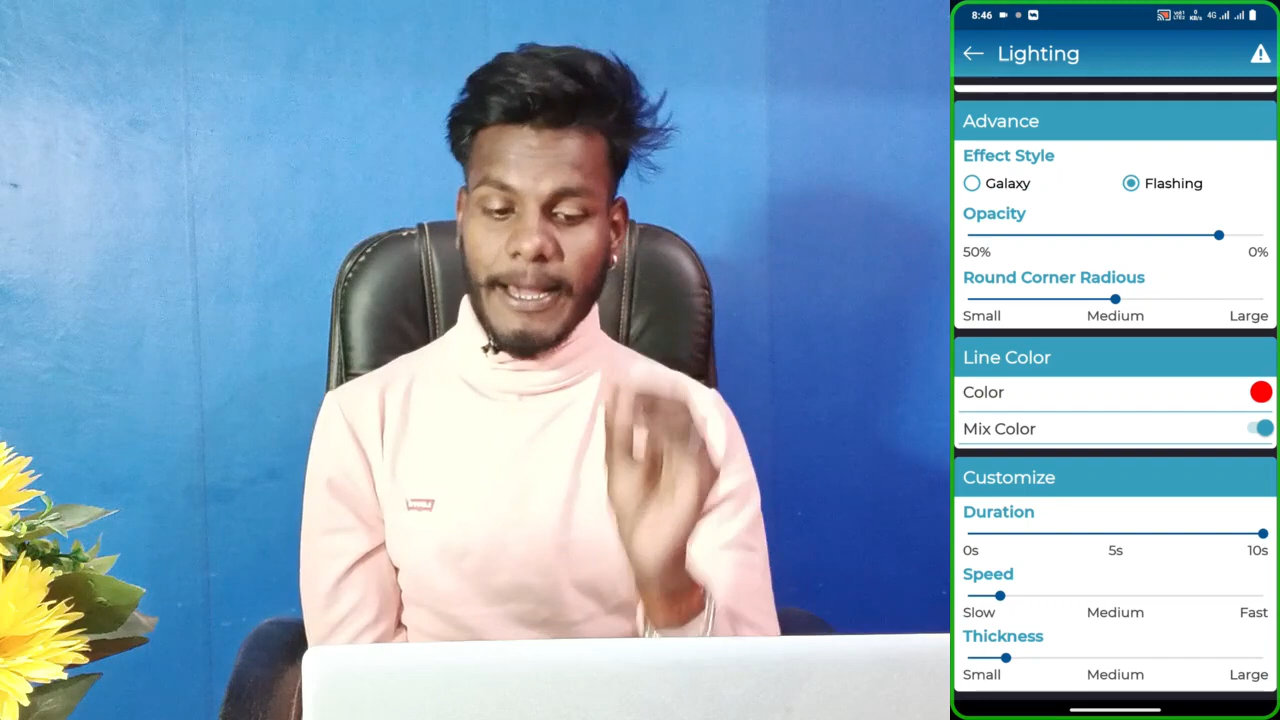 8:46
4G
Lighting
Advance
Effect Style
Galaxy
Flashing
Opacity
50%
0%
Round Corner Radious
Small
Medium
Large
Line Color
Color
Mix Color
Customize
Duration
0s
5s
10s
Speed
Slow
Medium
Fast
Thickness
Small
Medium
Large